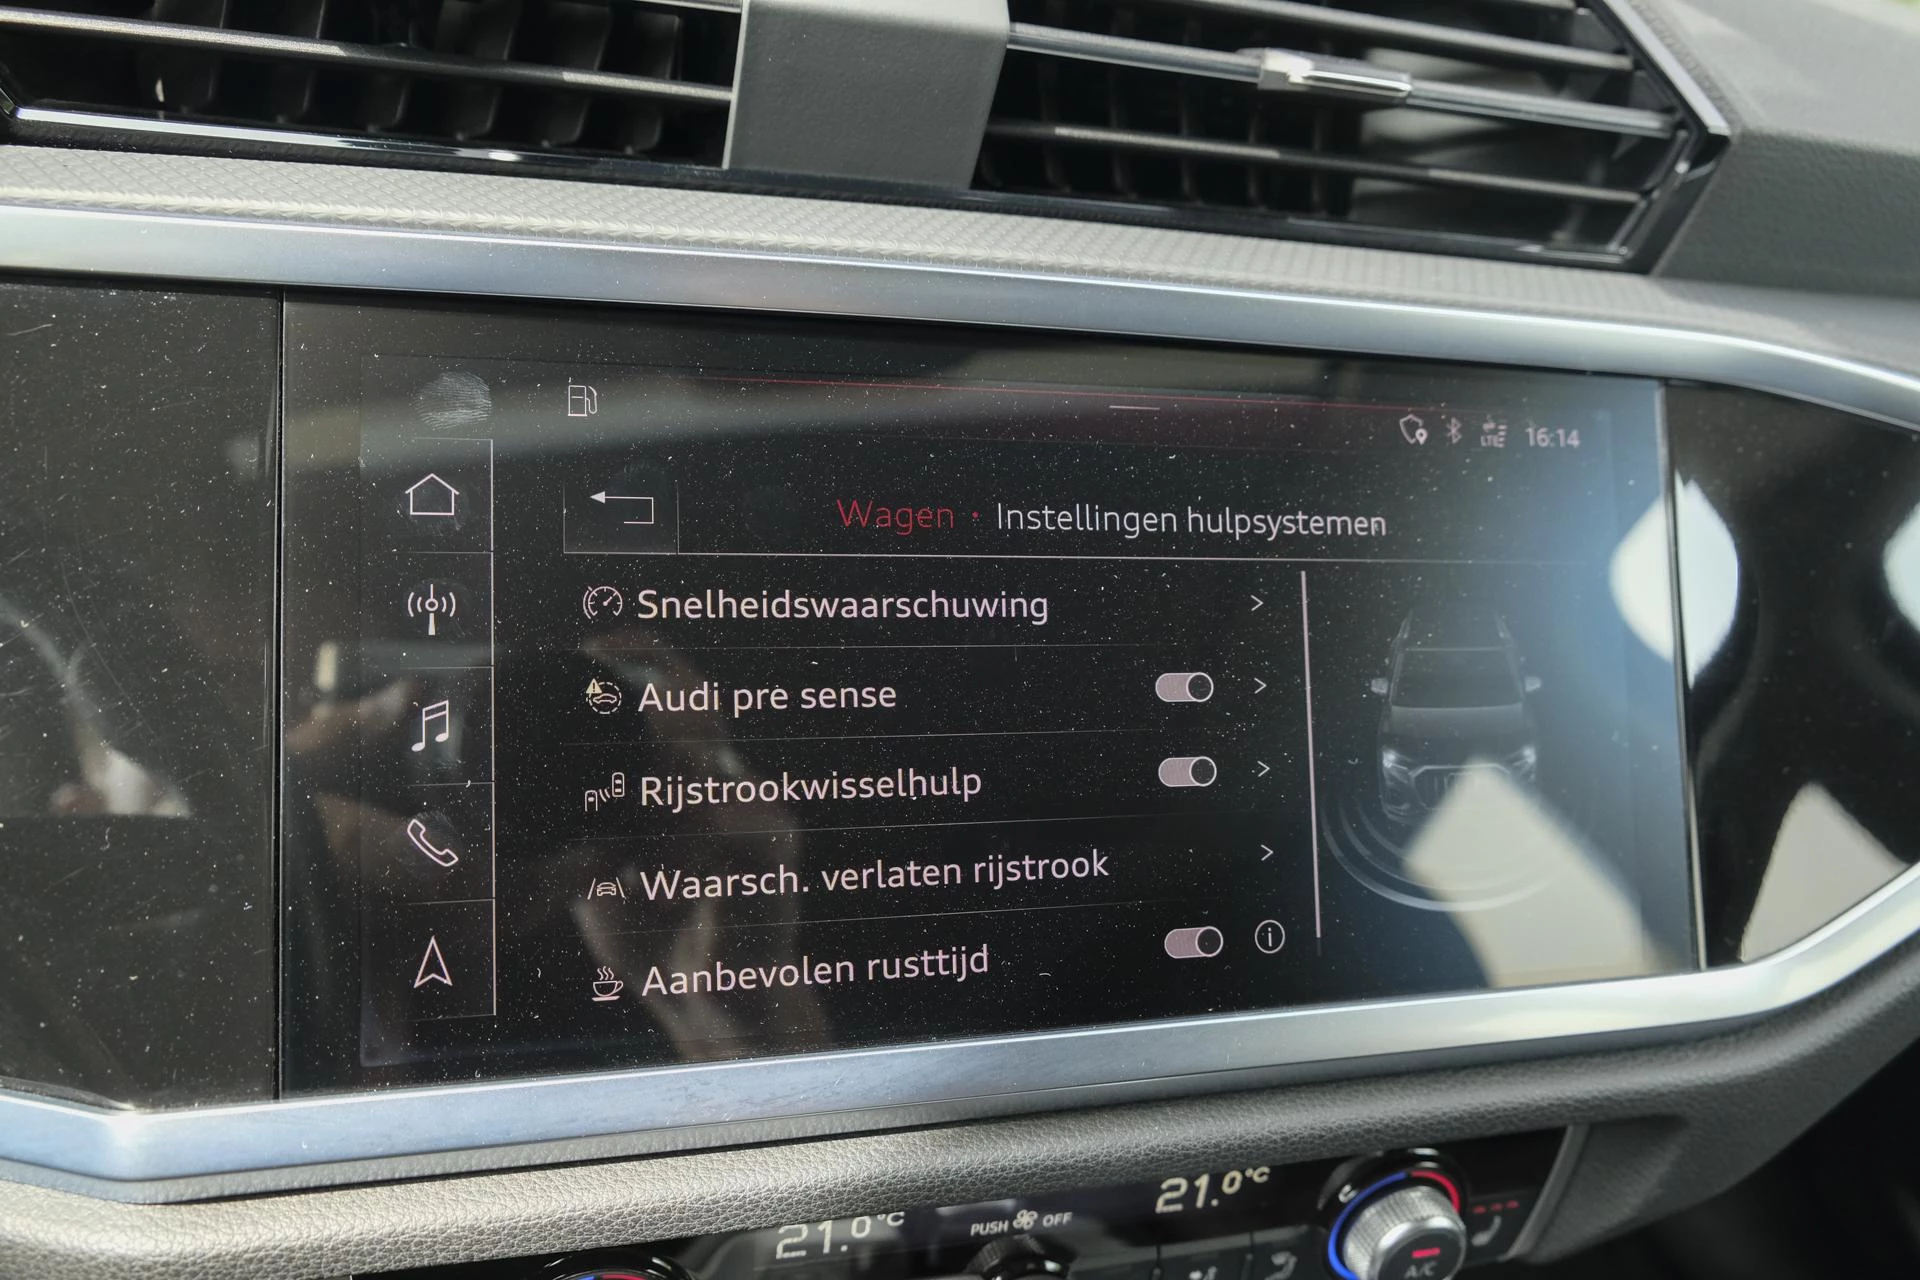 LTE 16:14
Wagen • Instellingen hulpsystemen
Snelheidswaarschuwing
Audi pre sense
Rijstrookwisselhulp
Waarsch. verlaten rijstrook
Aanbevolen rusttijd
21.0°C PUSH OFF 21.0°C
A/C